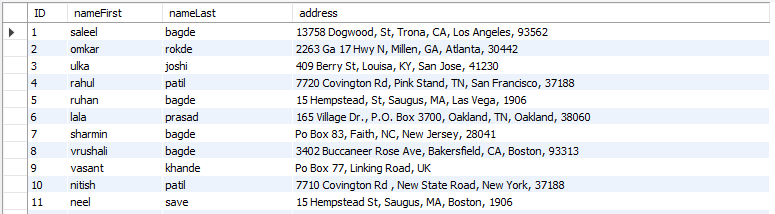 ID nameFirst nameLast address
1 saleel bagde 13758 Dogwood, St, Trona, CA, Los Angeles, 93562
2 omkar rokde 2263 Ga 17 Hwy N, Millen, GA, Atlanta, 30442
3 ulka joshi 409 Berry St, Louisa, KY, San Jose, 41230
4 rahul patil 7720 Covington Rd, Pink Stand, TN, San Francisco, 37188
5 ruhan bagde 15 Hempstead, St, Saugus, MA, Las Vega, 1906
6 lala prasad 165 Village Dr., P.O. Box 3700, Oakland, TN, Oakland, 38060
7 sharmin bagde Po Box 83, Faith, NC, New Jersey, 28041
8 vrushali bagde 3402 Buccaneer Rose Ave, Bakersfield, CA, Boston, 93313
9 vasant khande Po Box 77, Linking Road, UK
10 nitish patil 7710 Covington Rd , New State Road, New York, 37188
11 neel save 15 Hempstead St, Saugus, MA, Boston, 1906